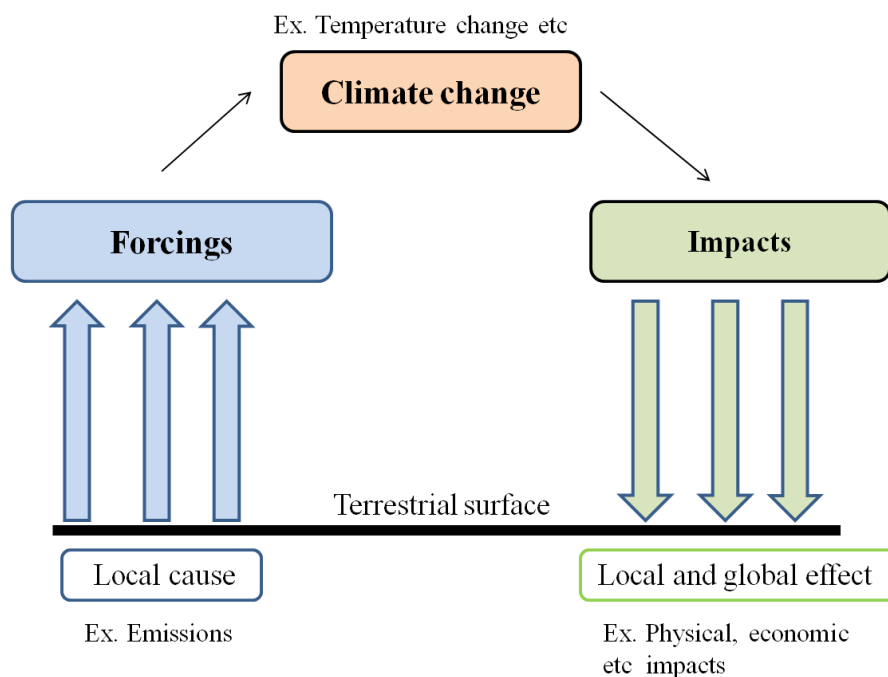 Ex. Temperature change etc
Climate change
Forcings
Impacts
Terrestrial surface
Local cause
Local and global effect
Ex. Emissions
Ex. Physical, economic
etc impacts